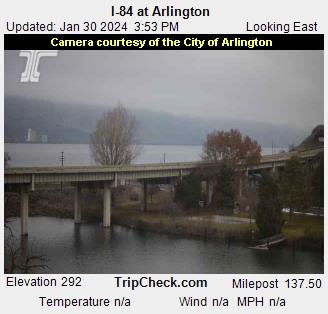 I-84 at Arlington
Updated: Jan 30 2024 3:53 PM Looking East
Camera courtesy of the City of Arlington
Elevation 292 TripCheck.com Milepost 137.50
Temperature n/a Wind n/a MPH n/a